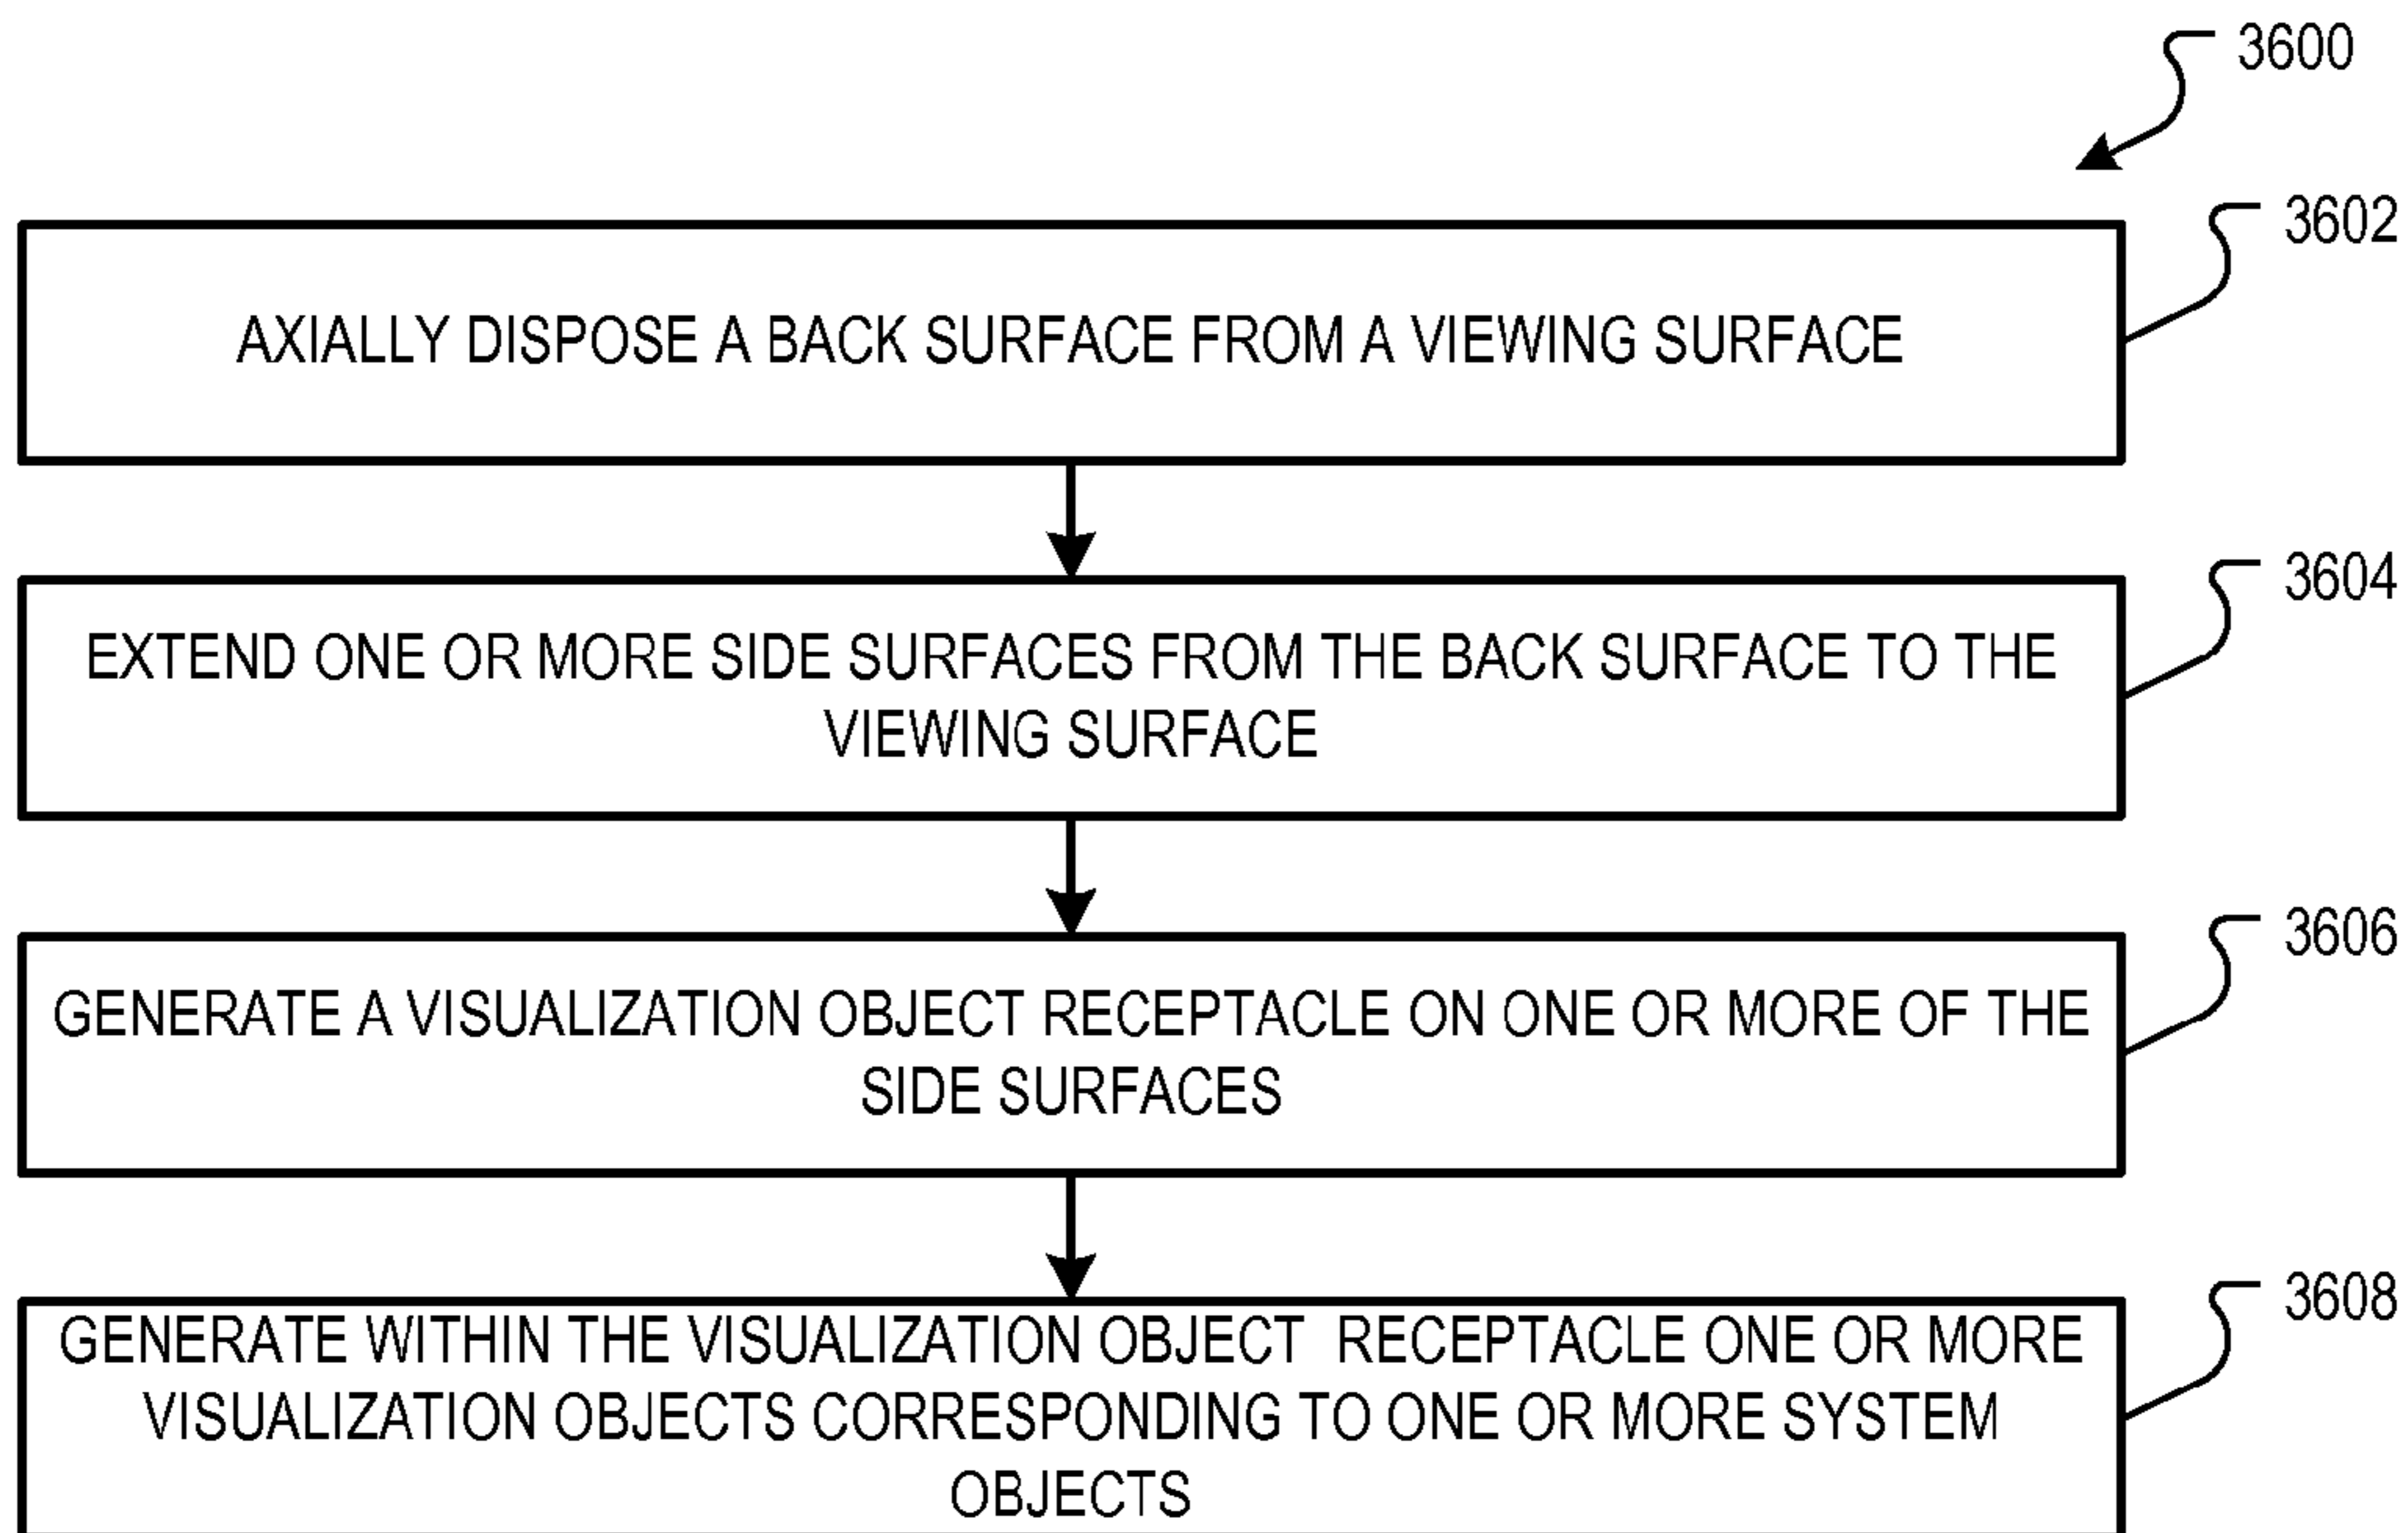 3600
3602
AXIALLY DISPOSE A BACK SURFACE FROM A VIEWING SURFACE
3604
EXTEND ONE OR MORE SIDE SURFACES FROM THE BACK SURFACE TO THE
VIEWING SURFACE
3606
GENERATE A VISUALIZATION OBJECT RECEPTACLE ON ONE OR MORE OF THE
SIDE SURFACES
3608
GENERATE WITHIN THE VISUALIZATION OBJECT RECEPTACLE ONE OR MORE
VISUALIZATION OBJECTS CORRESPONDING TO ONE OR MORE SYSTEM
OBJECTS